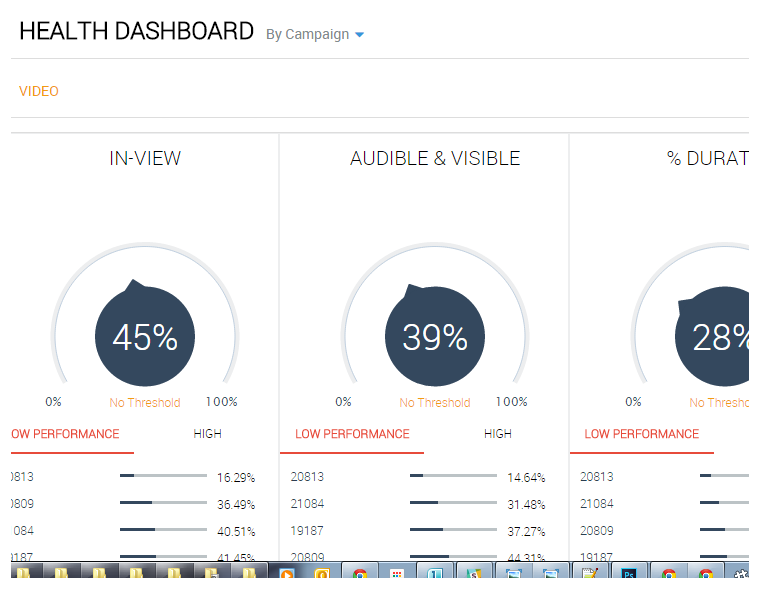 HEALTH DASHBOARD By Campaign
VIDEO
IN-VIEW AUDIBLE & VISIBLE % DURAT
45% 39% 28%
0% No Threshold 100% 0% No Threshold 100% 0% No Thresho
OW PERFORMANCE HIGH LOW PERFORMANCE HIGH LOW PERFORMANCE
0813 16.29% 20813 14.64% 20813
0809 36.49% 21084 31.48% 21084
084 40.51% 19187 37.27% 20809
9187 41.45% 20809 44.31% 19187
Ps